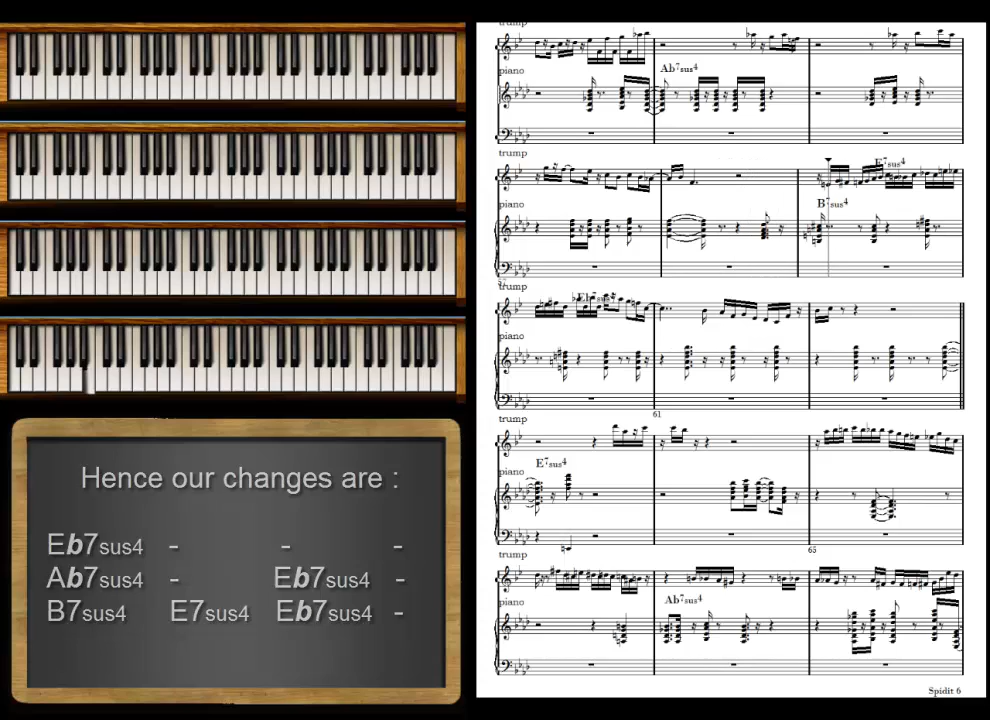 Hence our changes are :
Eb7sus4 - - -
Ab7sus4 - Eb7sus4 -
B7sus4 E7sus4 Eb7sus4 -
trump
piano
Ab7sus4
trump
E7sus4
piano
B7sus4
trump
piano
61
trump
E7sus4
piano
65
trump
piano
Ab7sus4
Spidit 6